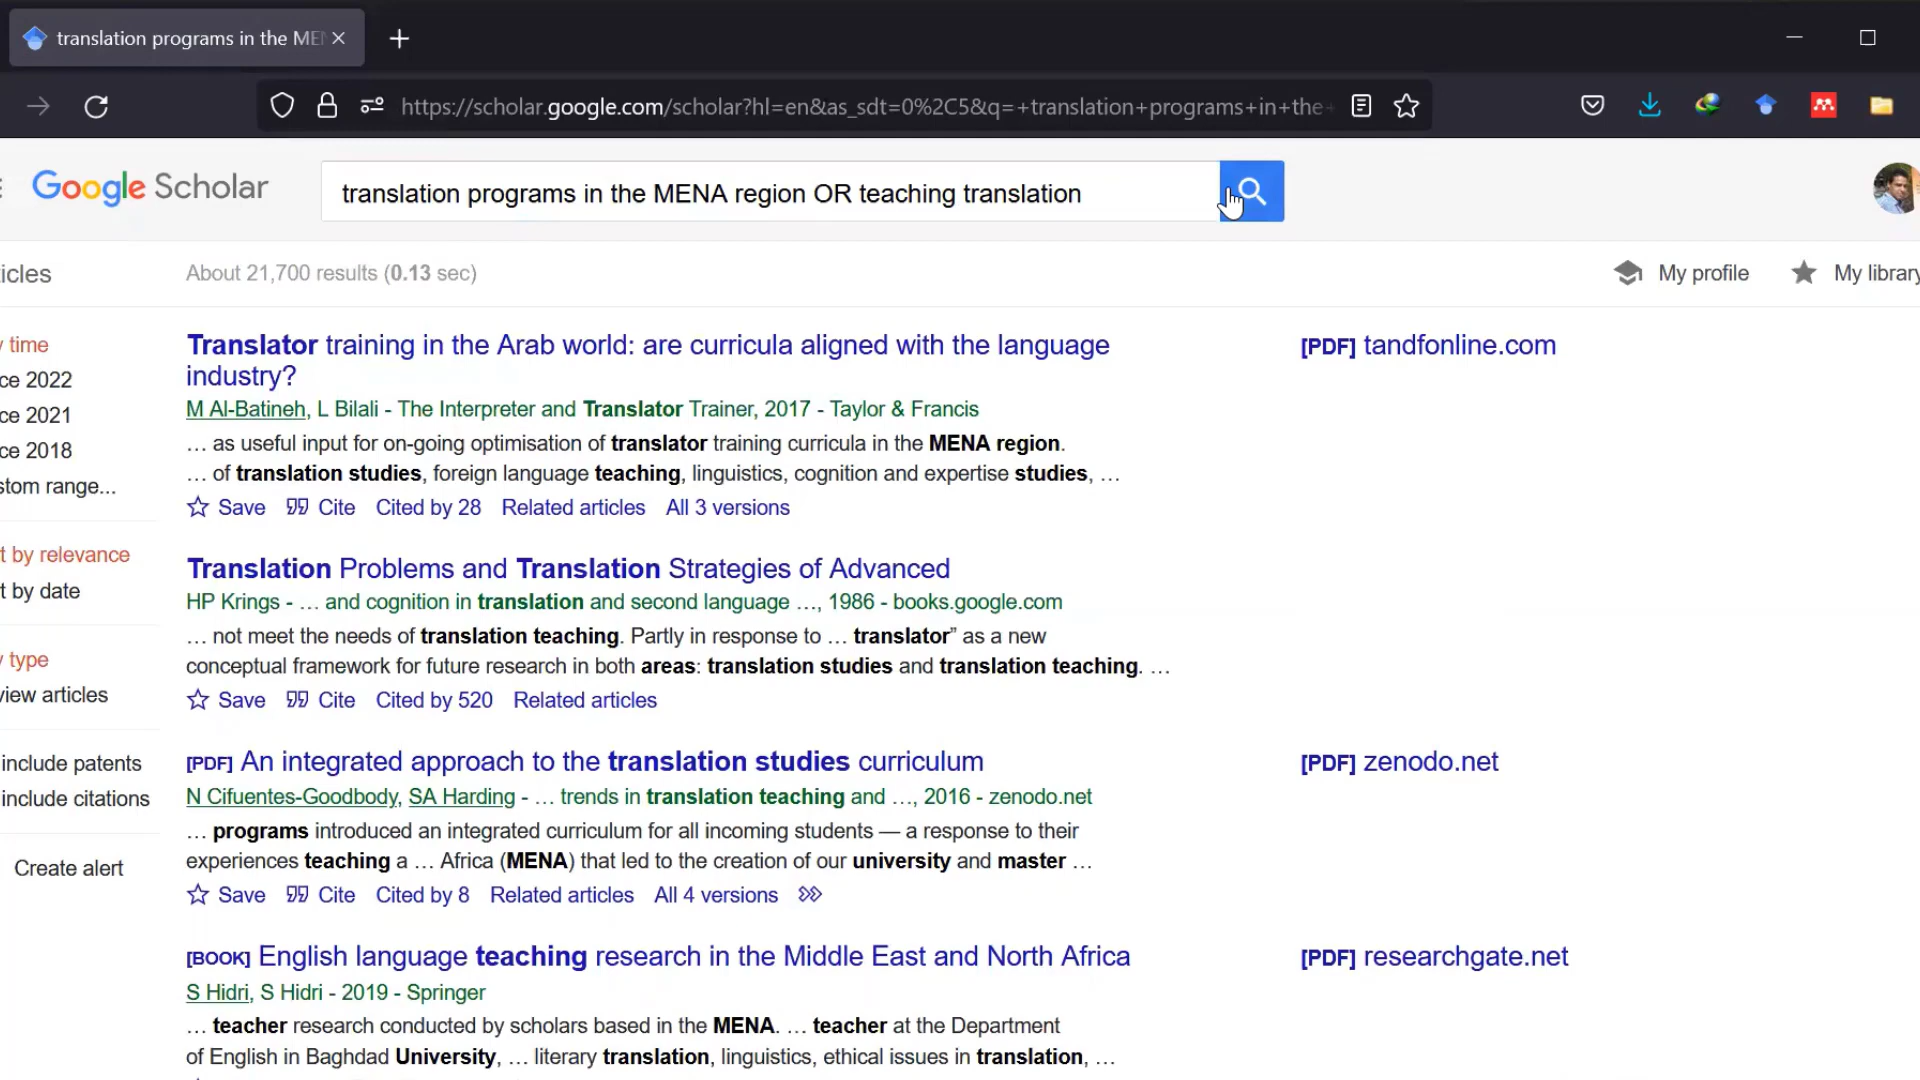 translation programs in the ME
https://scholar.google.com/scholar?hl=en&as_sdt=0%2C5&q=+translation+programs+in+the+
Google Scholar
translation programs in the MENA region OR teaching translation
icles
About 21,700 results (0.13 sec)
My profile
My library
y time
ce 2022
ce 2021
ce 2018
stom range...
t by relevance
t by date
y type
view articles
include patents
include citations
Create alert
Translator training in the Arab world: are curricula aligned with the language
industry?
[PDF] tandfonline.com
M Al-Batineh, L Bilali - The Interpreter and Translator Trainer, 2017 - Taylor & Francis
… as useful input for on-going optimisation of translator training curricula in the MENA region.
… of translation studies, foreign language teaching, linguistics, cognition and expertise studies, …
Save Cite Cited by 28 Related articles All 3 versions
Translation Problems and Translation Strategies of Advanced
HP Krings - … and cognition in translation and second language …, 1986 - books.google.com
… not meet the needs of translation teaching. Partly in response to … translator” as a new
conceptual framework for future research in both areas: translation studies and translation teaching. …
Save Cite Cited by 520 Related articles
[PDF] An integrated approach to the translation studies curriculum
[PDF] zenodo.net
N Cifuentes-Goodbody, SA Harding - … trends in translation teaching and …, 2016 - zenodo.net
… programs introduced an integrated curriculum for all incoming students — a response to their
experiences teaching a … Africa (MENA) that led to the creation of our university and master …
Save Cite Cited by 8 Related articles All 4 versions
[BOOK] English language teaching research in the Middle East and North Africa
[PDF] researchgate.net
S Hidri, S Hidri - 2019 - Springer
… teacher research conducted by scholars based in the MENA. … teacher at the Department
of English in Baghdad University, … literary translation, linguistics, ethical issues in translation, …